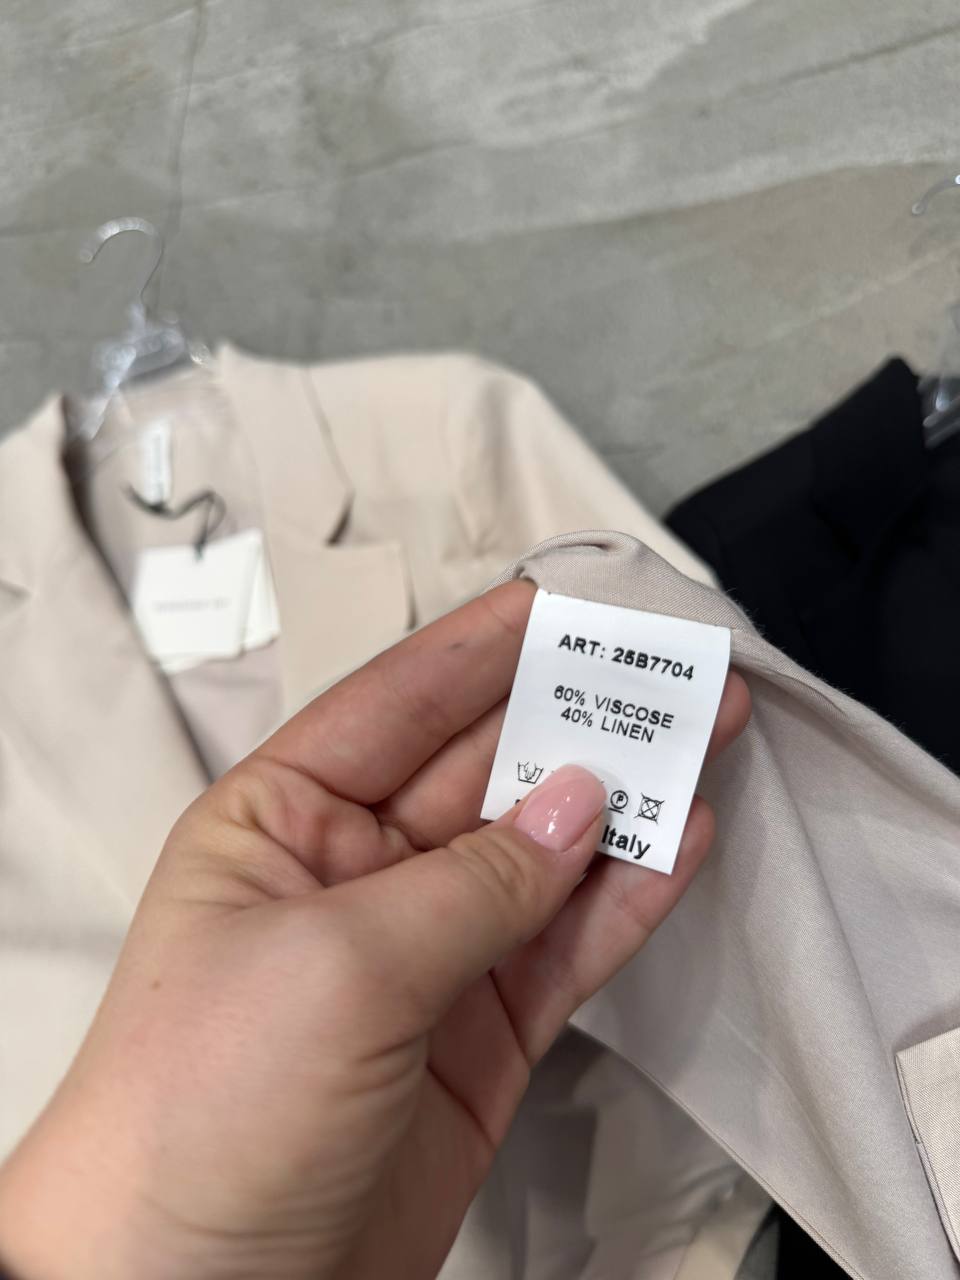 ART: 25B7704
60% VISCOSE
40% LINEN
Italy